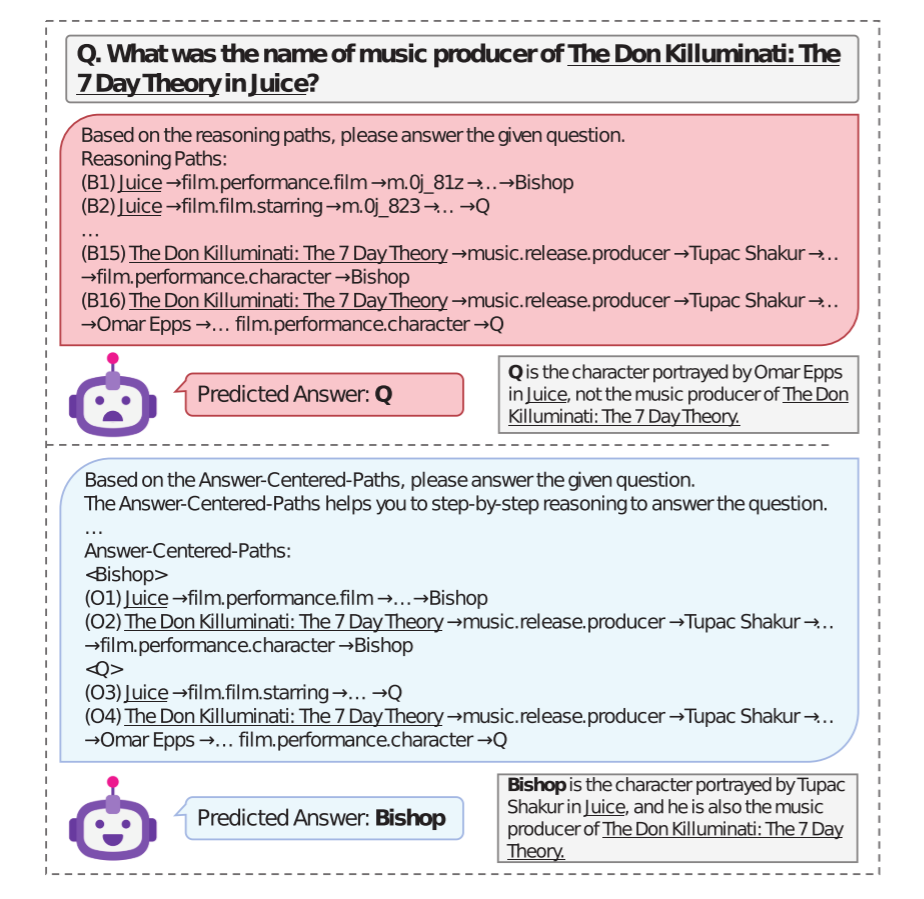 Q. What was the name of music producer of The Don Killuminati: The
7 Day Theory in Juice?
Based on the reasoning paths, please answer the given question.
Reasoning Paths:
(B1) Juice →film.performance.film →m.0j_81z →…→Bishop
(B2) Juice →film.film.starring →m.0j_823 →… →Q
…
(B15) The Don Killuminati: The 7 Day Theory →music.release.producer →Tupac Shakur →…
→film.performance.character →Bishop
(B16) The Don Killuminati: The 7 Day Theory →music.release.producer →Tupac Shakur →…
→Omar Epps →… film.performance.character →Q
Predicted Answer: Q
Q is the character portrayed by Omar Epps
in Juice, not the music producer of The Don
Killuminati: The 7 Day Theory.
Based on the Answer-Centered-Paths, please answer the given question.
The Answer-Centered-Paths helps you to step-by-step reasoning to answer the question.
…
Answer-Centered-Paths:
<Bishop>
(O1) Juice →film.performance.film →…→Bishop
(O2) The Don Killuminati: The 7 Day Theory →music.release.producer →Tupac Shakur →…
→film.performance.character →Bishop
<Q>
(O3) Juice →film.film.starring →… →Q
(O4) The Don Killuminati: The 7 Day Theory →music.release.producer →Tupac Shakur →…
→Omar Epps →… film.performance.character →Q
Predicted Answer: Bishop
Bishop is the character portrayed by Tupac
Shakur in Juice, and he is also the music
producer of The Don Killuminati: The 7 Day
Theory.